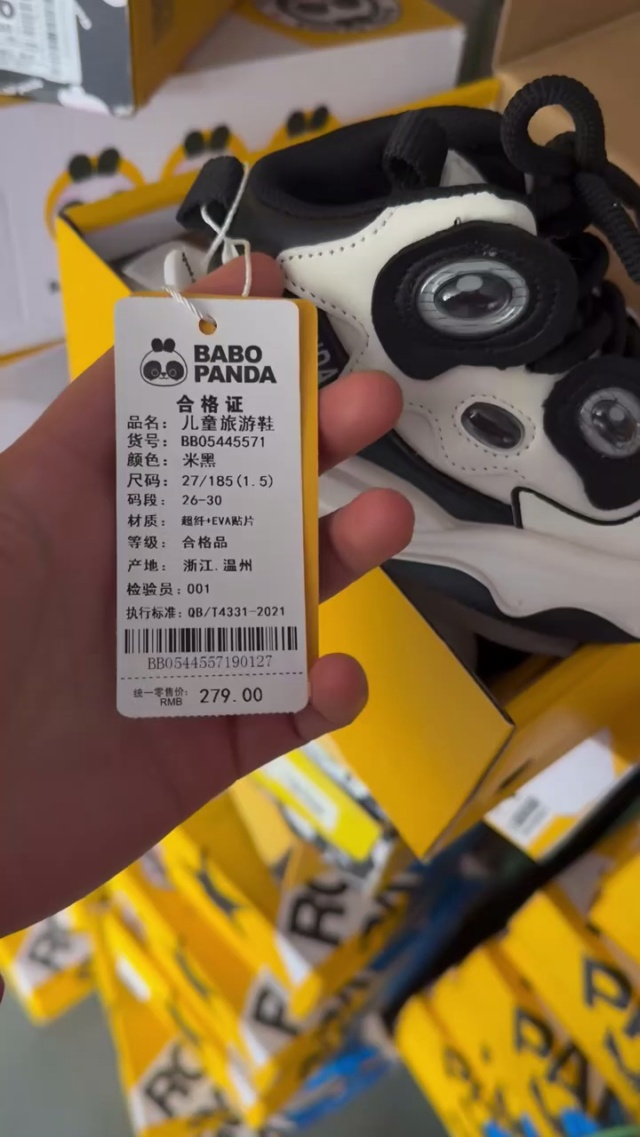 BABO
PANDA
合格证
品名: 儿童旅游鞋
货号: BB05445571
颜色: 米黑
尺码: 27/185(1.5)
码段: 26-30
材质: 超纤+EVA贴片
等级: 合格品
产地: 浙江.温州
检验员: 001
执行标准: QB/T4331-2021
BB0544557190127
统一零售价:
RMB
279.00